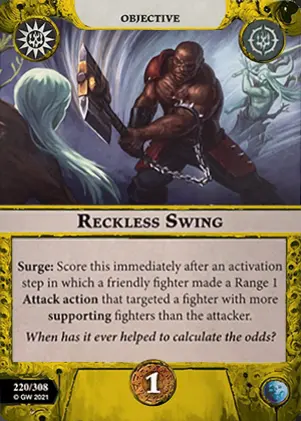 OBJECTIVE
RECKLESS SWING
Surge: Score this immediately after an activation
step in which a friendly fighter made a Range 1
Attack action that targeted a fighter with more
supporting fighters than the attacker.
When has it ever helped to calculate the odds?
220/308
© GW 2021
1